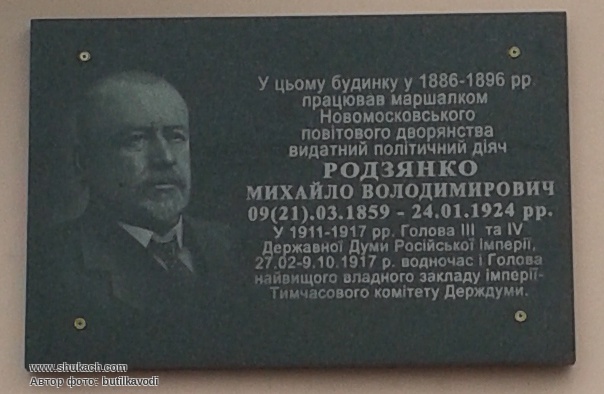 У цьому будинку у 1886-1896 рр.
працював маршалком
Новомосковського
повітового дворянства
видатний політичний діяч
РОДЗЯНКО
МИХАЙЛО ВОЛОДИМИРОВИЧ
09(21).03.1859 - 24.01.1924 рр.
У 1911-1917 рр. Голова III та IV
Державної Думи Російської імперії,
27.02-9.10.1917 р. водночас і Голова
найвищого владного закладу імперії-
Тимчасового комітету Держдуми.
www.shukach.com
Автор фото: butilkavodi